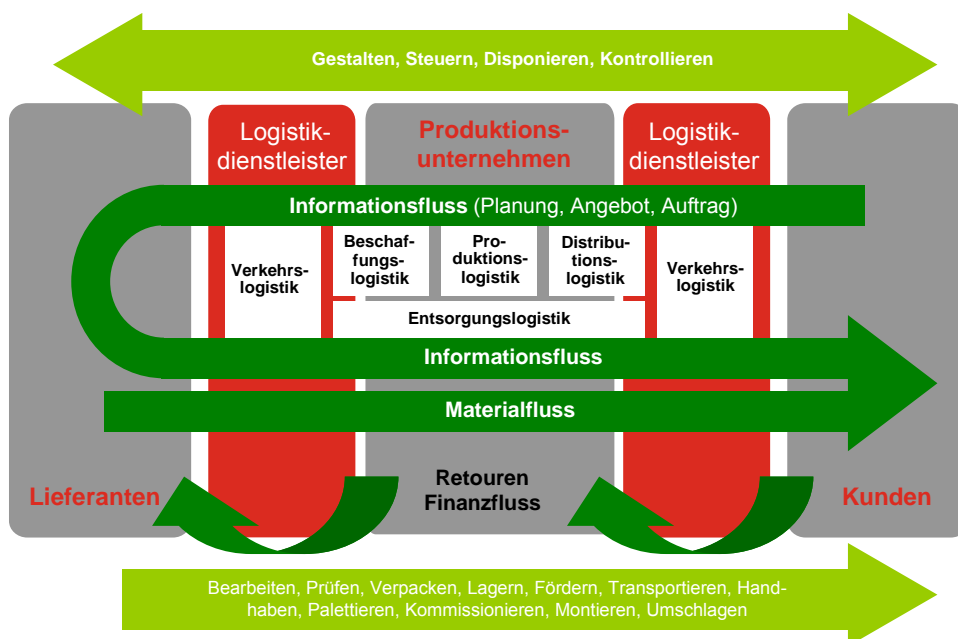 Gestalten, Steuern, Disponieren, Kontrollieren
Logistik-
dienstleister
Produktions-
unternehmen
Logistik-
dienstleister
Informationsfluss (Planung, Angebot, Auftrag)
Verkehrs-
logistik
Beschaf-
fungs-
logistik
Pro-
duktions-
logistik
Distribu-
tions-
logistik
Verkehrs-
logistik
Entsorgungslogistik
Informationsfluss
Materialfluss
Lieferanten
Retouren
Finanzfluss
Kunden
Bearbeiten, Prüfen, Verpacken, Lagern, Fördern, Transportieren, Hand-
haben, Palettieren, Kommissionieren, Montieren, Umschlagen